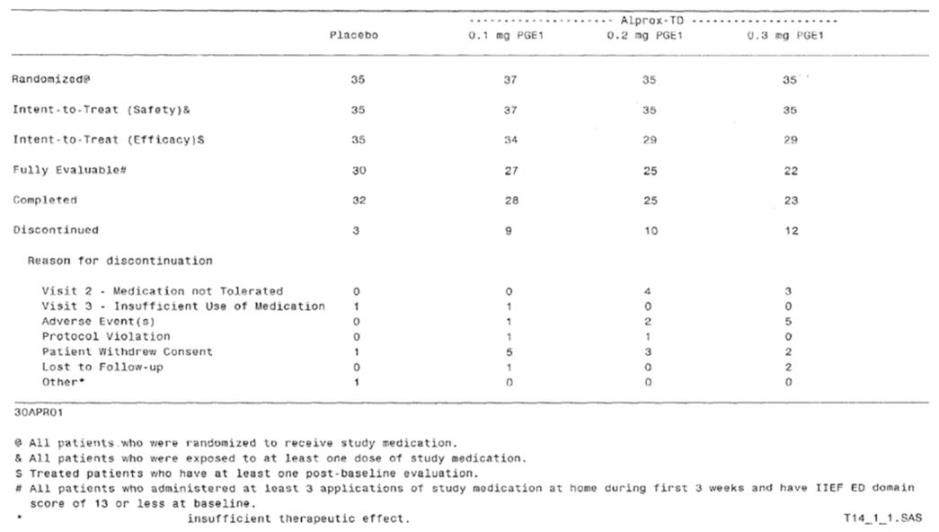 -------------------- Alprox-TD --------------------
Placebo 0.1 mg PGE1 0.2 mg PGE1 0.3 mg PGE1
Randomized@ 35 37 35 35
Intent-to-Treat (Safety)& 35 37 35 35
Intent-to-Treat (Efficacy)$ 35 34 29 29
Fully Evaluable# 30 27 25 22
Completed 32 28 25 23
Discontinued 3 9 10 12
Reason for discontinuation
Visit 2 - Medication not Tolerated 0 0 4 3
Visit 3 - Insufficient Use of Medication 1 1 0 0
Adverse Event(s) 0 1 2 5
Protocol Violation 0 1 1 0
Patient Withdrew Consent 1 5 3 2
Lost to Follow-up 0 1 0 2
Other* 1 0 0 0
30APR01
@ All patients who were randomized to receive study medication.
& All patients who were exposed to at least one dose of study medication.
$ Treated patients who have at least one post-baseline evaluation.
# All patients who administered at least 3 applications of study medication at home during first 3 weeks and have IIEF ED domain
score of 13 or less at baseline.
* insufficient therapeutic effect. T14_1_1.SAS